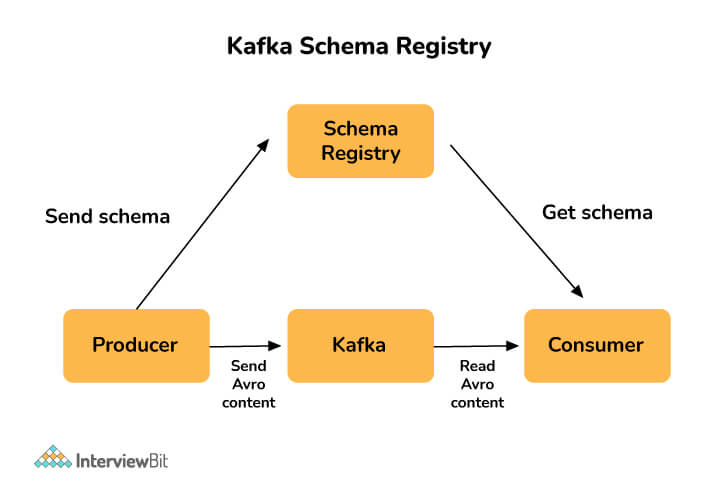 Kafka Schema Registry
Schema
Registry
Send schema
Get schema
Producer
Kafka
Consumer
Send
Avro
content
Read
Avro
content
InterviewBit